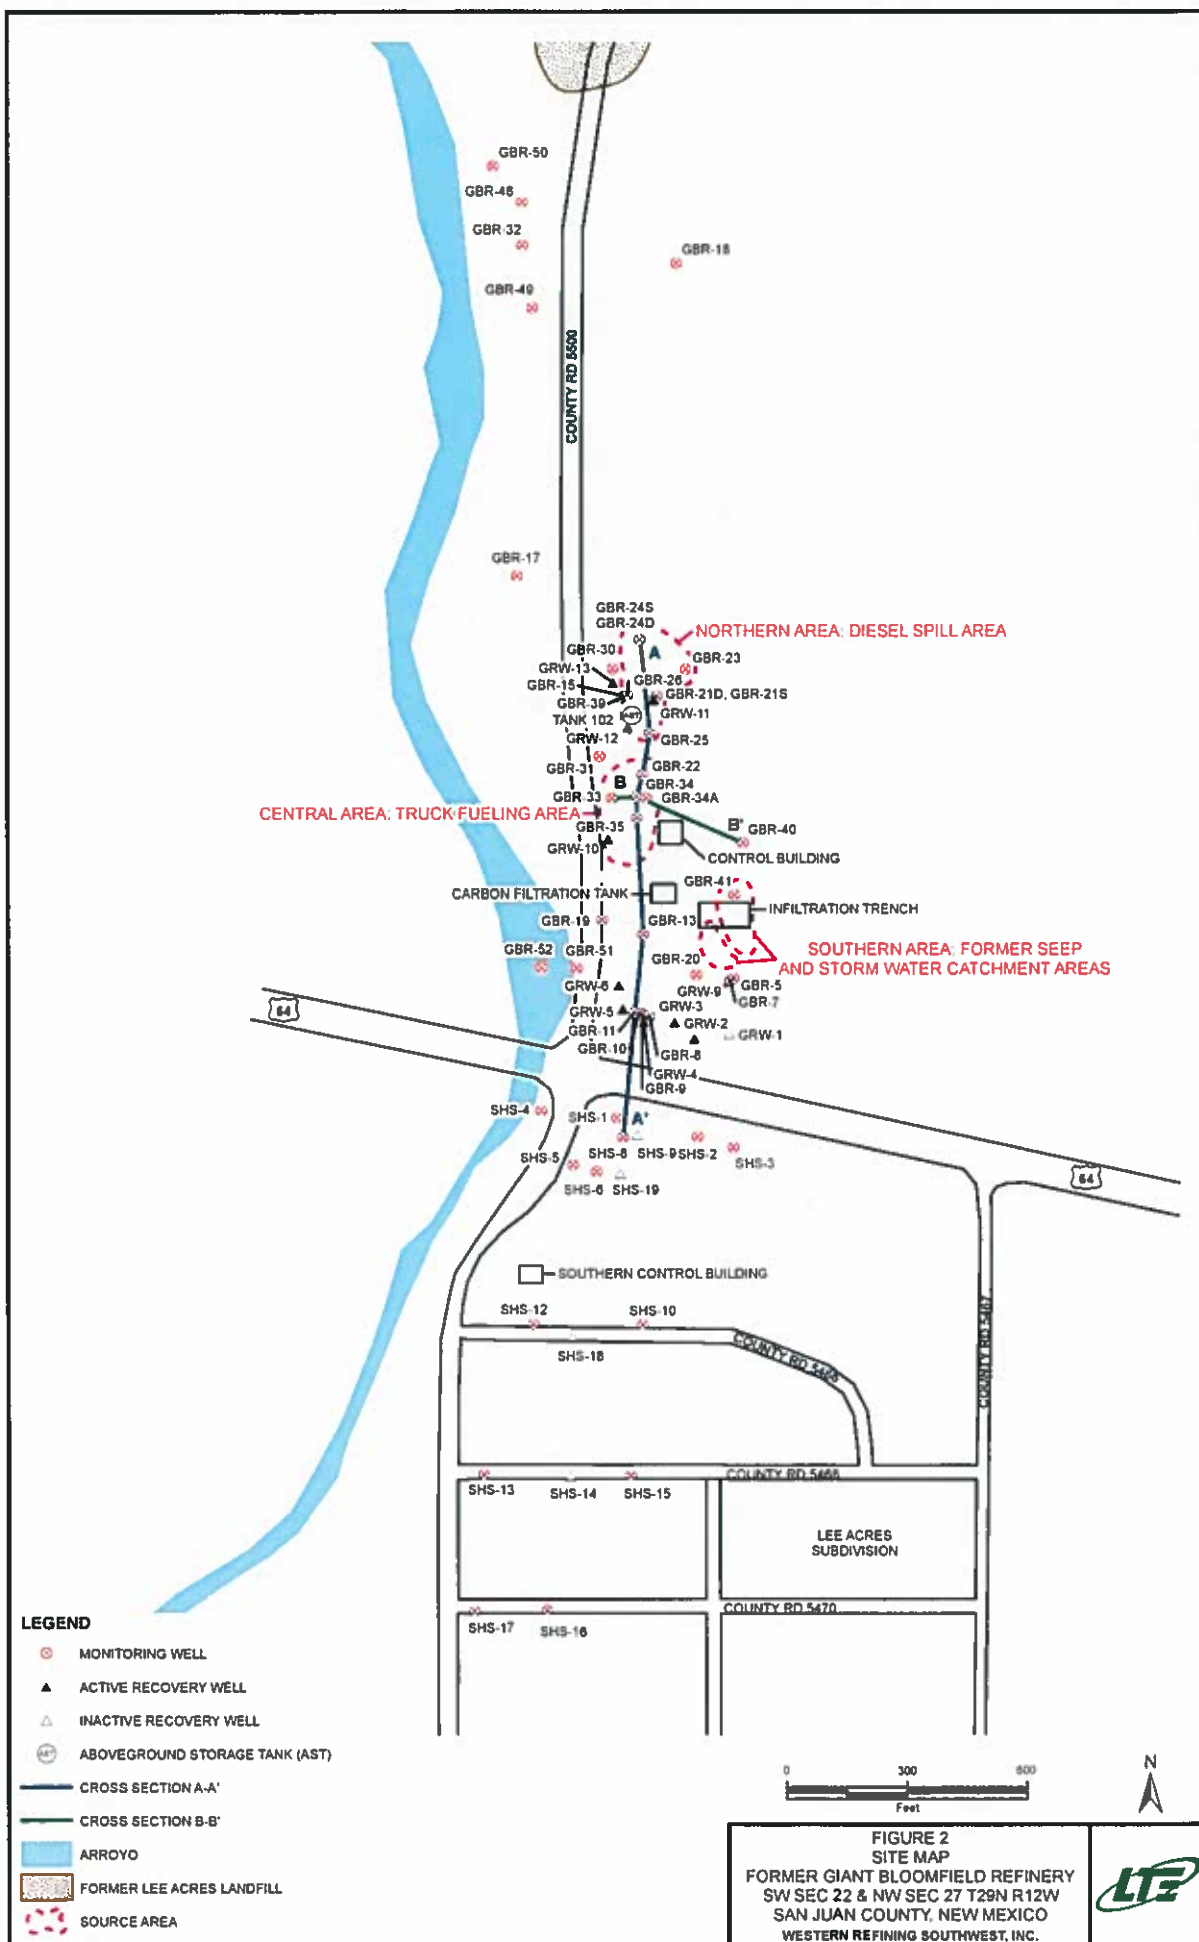 GBR-50
GBR-48
GBR-32
GBR-18
GBR-49
COUNTY RD 5500
GBR-17
GBR-24S
GBR-24D
NORTHERN AREA: DIESEL SPILL AREA
GBR-30
A
GBR-23
GRW-13
GBR-26
GBR-15
GBR-21D, GBR-21S
GBR-39
GRW-11
TANK 102
AST
GRW-12
GBR-25
GBR-31
GBR-22
B
GBR-34
GBR-33
GBR-34A
CENTRAL AREA: TRUCK FUELING AREA
GBR-35
B'
GBR-40
GRW-10
CONTROL BUILDING
GBR-41
CARBON FILTRATION TANK
INFILTRATION TRENCH
GBR-19
GBR-13
GBR-52
GBR-51
SOUTHERN AREA: FORMER SEEP
AND STORM WATER CATCHMENT AREAS
GBR-20
GRW-6
GRW-9
GBR-5
GBR-7
64
GRW-5
GRW-3
GBR-11
GRW-2
GRW-1
GBR-10
GBR-8
GRW-4
GBR-9
SHS-4
SHS-1
A'
SHS-5
SHS-8
SHS-9
SHS-2
SHS-3
SHS-6
SHS-19
64
SOUTHERN CONTROL BUILDING
SHS-12
SHS-10
SHS-18
COUNTY RD 5467
COUNTY RD 5468
SHS-13
SHS-14
SHS-15
LEE ACRES
SUBDIVISION
COUNTY RD 5470
SHS-17
SHS-16
LEGEND
MONITORING WELL
ACTIVE RECOVERY WELL
INACTIVE RECOVERY WELL
AST
ABOVEGROUND STORAGE TANK (AST)
CROSS SECTION A-A'
CROSS SECTION B-B'
ARROYO
FORMER LEE ACRES LANDFILL
SOURCE AREA
0 300 600
Feet
N
FIGURE 2
SITE MAP
FORMER GIANT BLOOMFIELD REFINERY
SW SEC 22 & NW SEC 27 T29N R12W
SAN JUAN COUNTY, NEW MEXICO
WESTERN REFINING SOUTHWEST, INC.
LTE